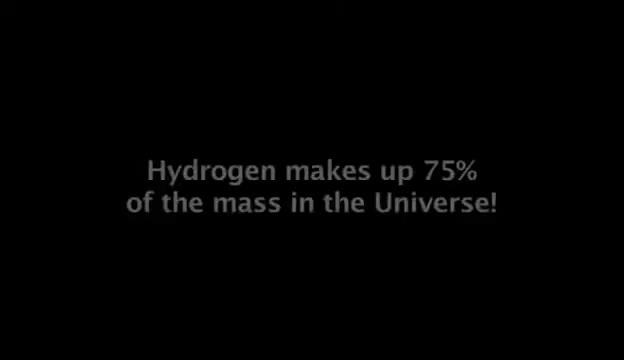 Hydrogen makes up 75%
of the mass in the Universe!